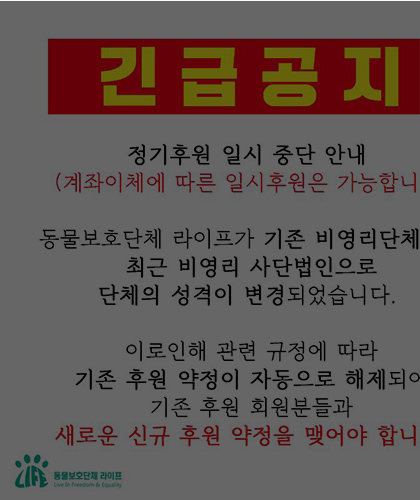 긴급공지
정기후원 일시 중단 안내
(계좌이체에 따른 일시후원은 가능합니
동물보호단체 라이프가 기존 비영리단체
최근 비영리 사단법인으로
단체의 성격이 변경되었습니다.
이로인해 관련 규정에 따라
기존 후원 약정이 자동으로 해제되어
기존 후원 회원분들과
새로운 신규 후원 약정을 맺어야 합니
LIFE 동물보호단체 라이프
Live in Freedom & Equality